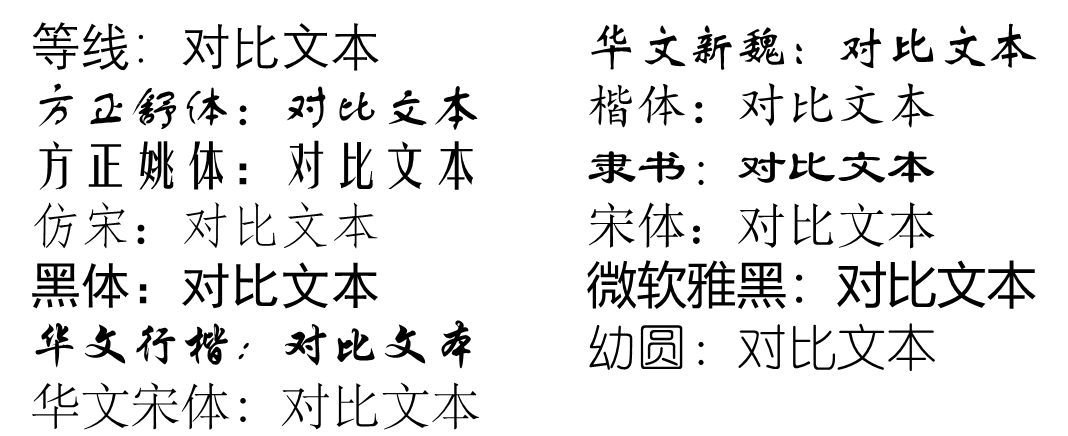 等线：对比文本
方正舒体：对比文本
方正姚体：对比文本
仿宋：对比文本
黑体：对比文本
华文行楷：对比文本
华文宋体：对比文本
华文新魏：对比文本
楷体：对比文本
隶书：对比文本
宋体：对比文本
微软雅黑：对比文本
幼圆：对比文本